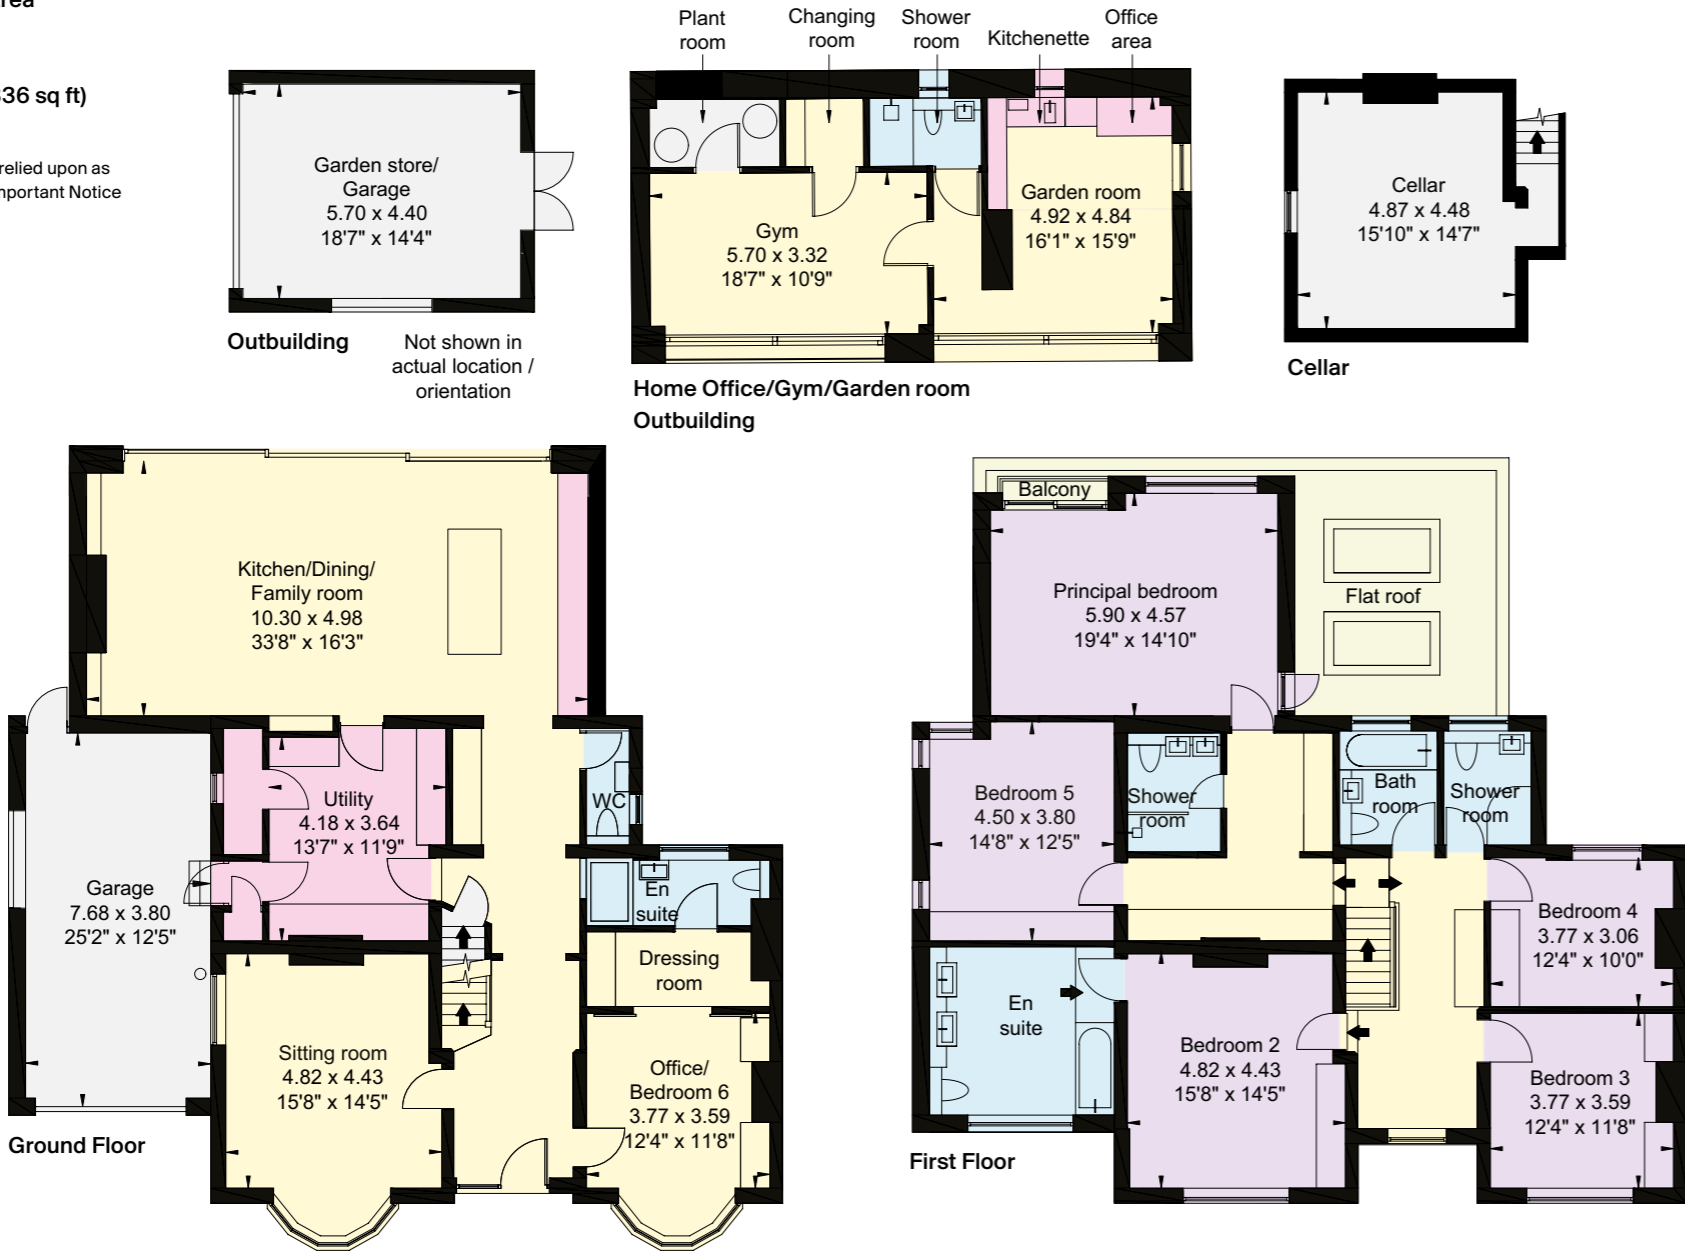 36 sq ft)
relied upon as
mportant Notice
Plant
room
Changing
room
Shower
room
Kitchenette
Office
area
Garden store/
Garage
5.70 x 4.40
18'7" x 14'4"
Outbuilding
Not shown in
actual location /
orientation
Gym
5.70 x 3.32
18'7" x 10'9"
Garden room
4.92 x 4.84
16'1" x 15'9"
Home Office/Gym/Garden room
Outbuilding
Cellar
4.87 x 4.48
15'10" x 14'7"
Cellar
Kitchen/Dining/
Family room
10.30 x 4.98
33'8" x 16'3"
Utility
4.18 x 3.64
13'7" x 11'9"
WC
Garage
7.68 x 3.80
25'2" x 12'5"
En
suite
Dressing
room
Sitting room
4.82 x 4.43
15'8" x 14'5"
Office/
Bedroom 6
3.77 x 3.59
12'4" x 11'8"
Ground Floor
Balcony
Principal bedroom
5.90 x 4.57
19'4" x 14'10"
Flat roof
Bedroom 5
4.50 x 3.80
14'8" x 12'5"
Shower
room
Bath
room
Shower
room
Bedroom 4
3.77 x 3.06
12'4" x 10'0"
En
suite
Bedroom 2
4.82 x 4.43
15'8" x 14'5"
Bedroom 3
3.77 x 3.59
12'4" x 11'8"
First Floor